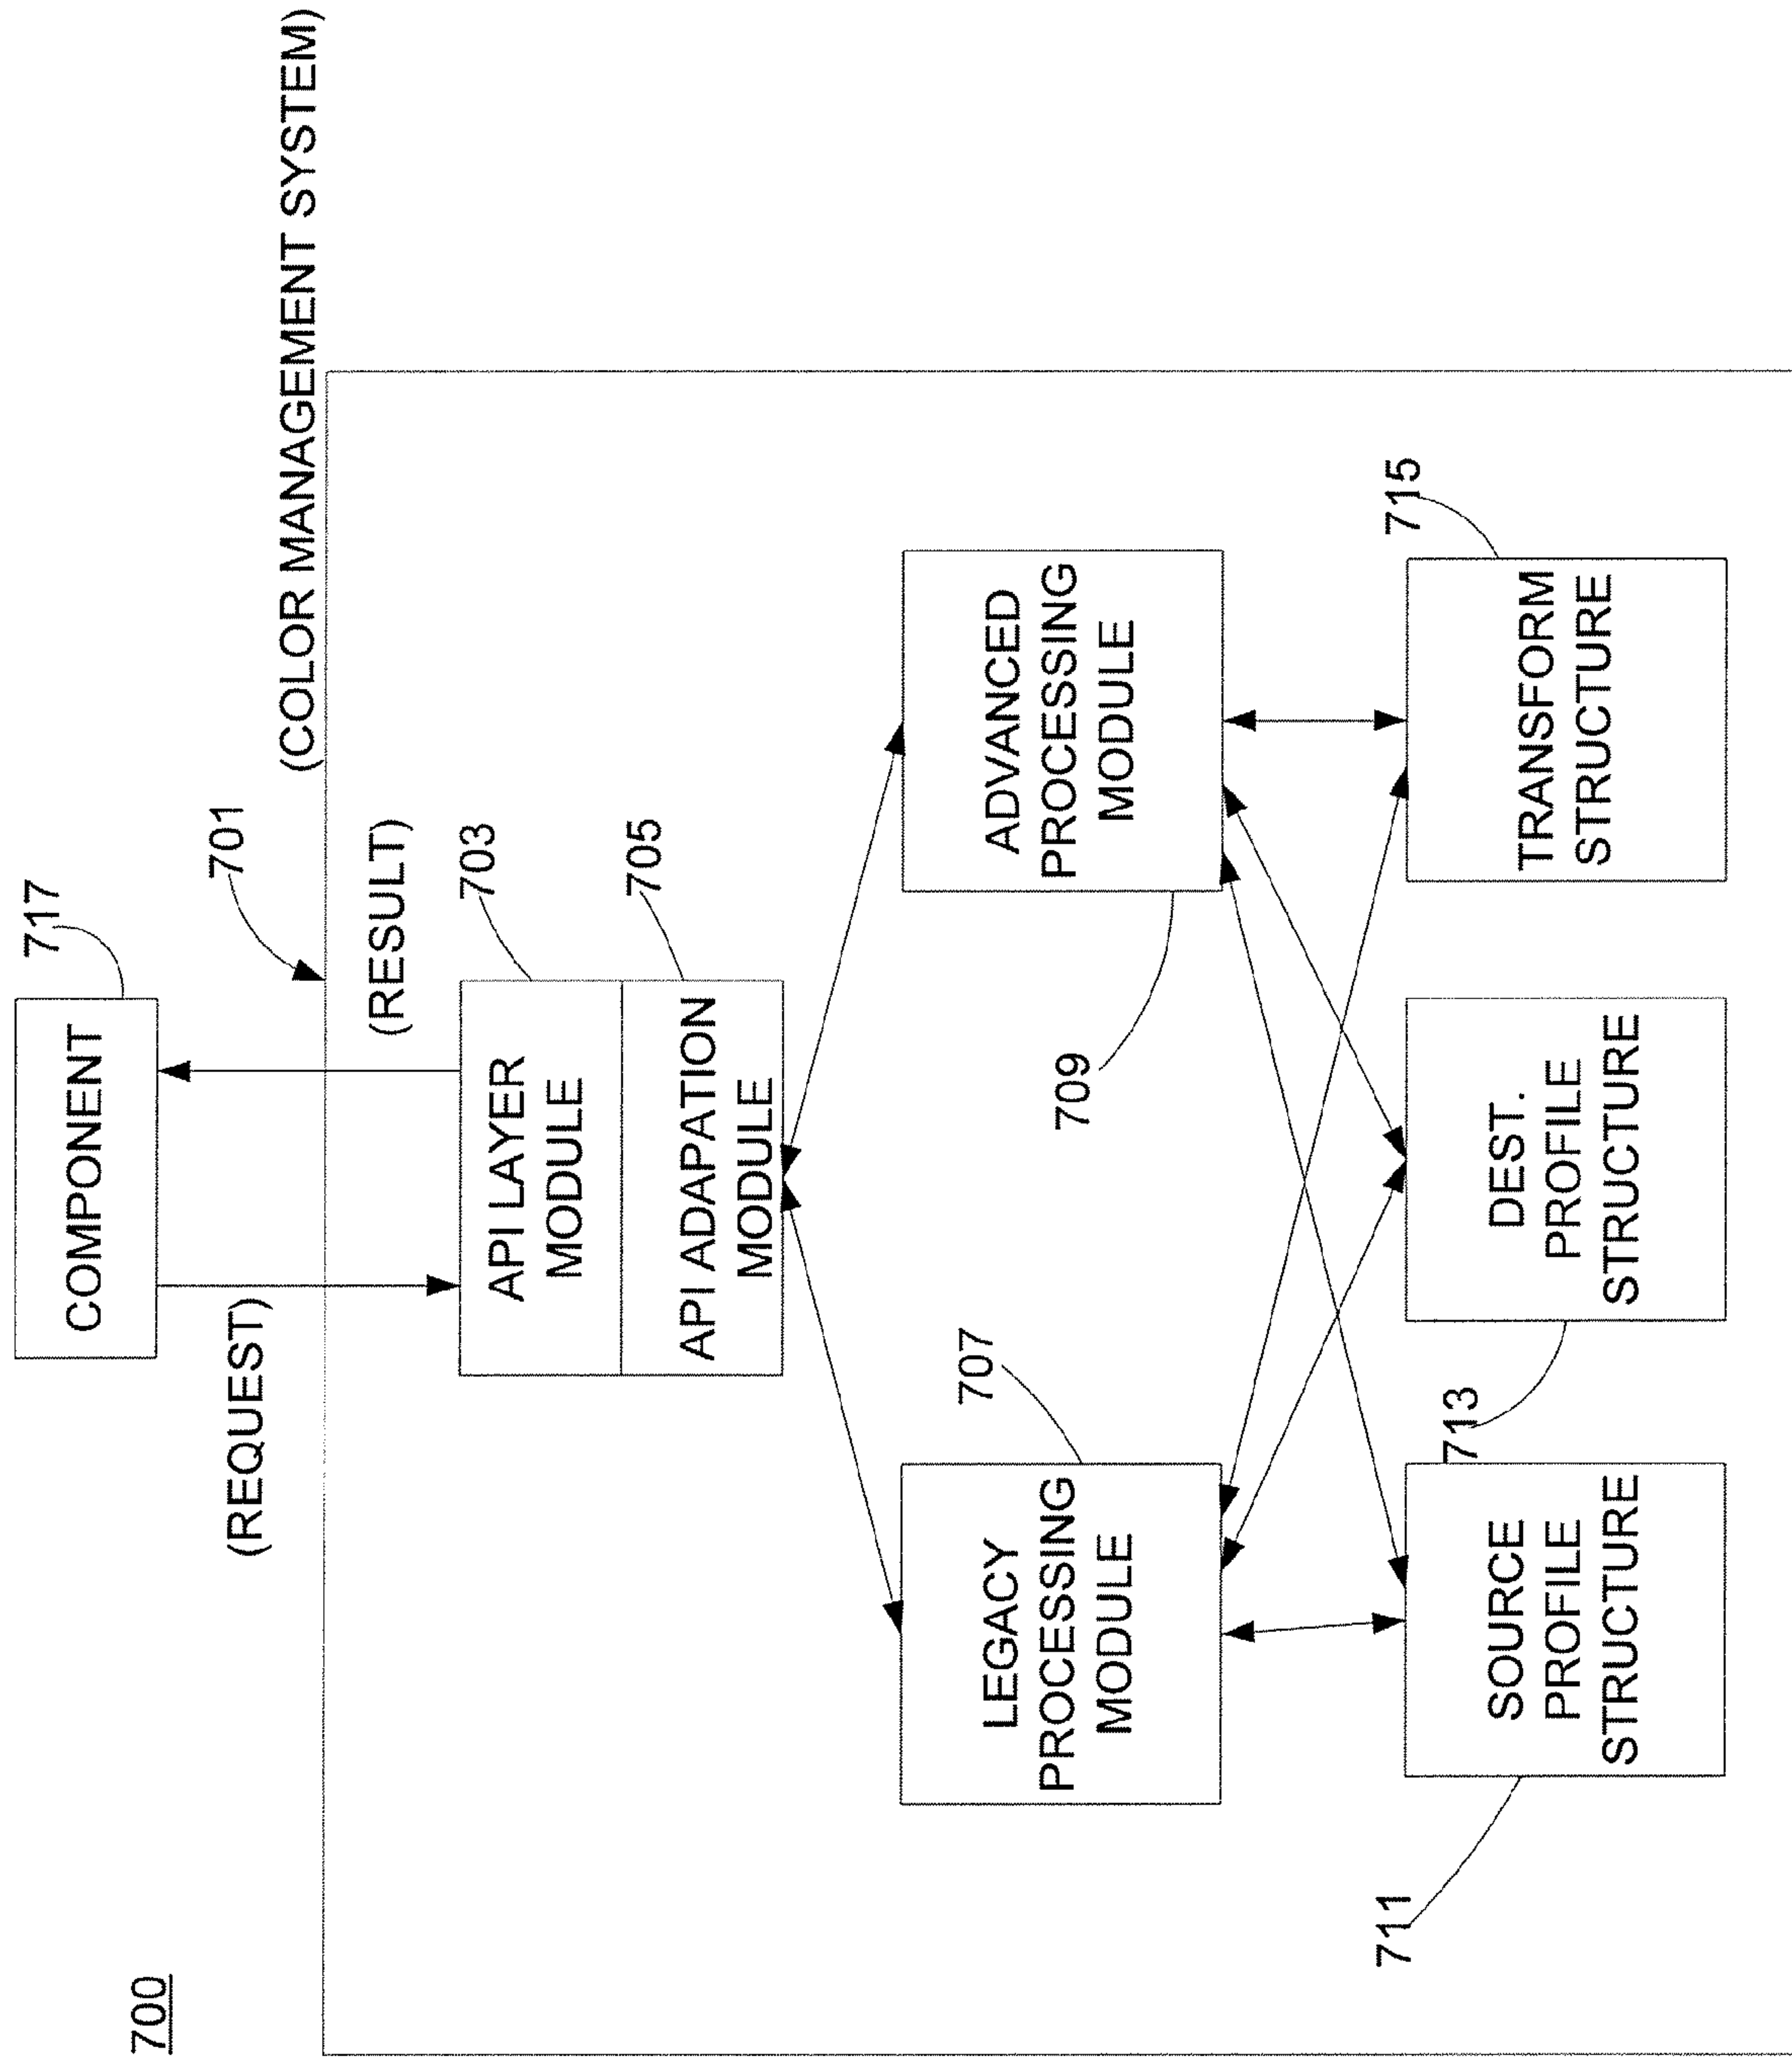 700
717
COMPONENT
(REQUEST)
701
(COLOR MANAGEMENT SYSTEM)
(RESULT)
703
API LAYER
MODULE
705
API ADAPATION
MODULE
707
LEGACY
PROCESSING
MODULE
709
ADVANCED
PROCESSING
MODULE
711
SOURCE
PROFILE
STRUCTURE
713
DEST.
PROFILE
STRUCTURE
715
TRANSFORM
STRUCTURE